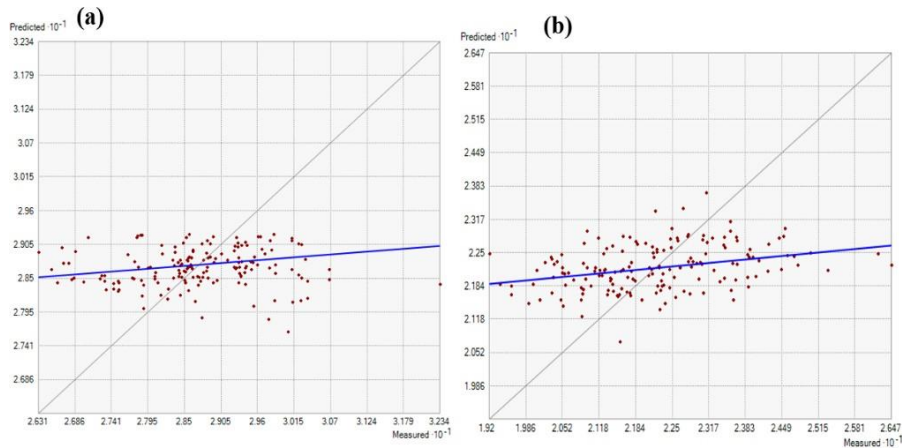 (a)
Predicted ·10⁻¹
3.234
3.179
3.124
3.07
3.015
2.96
2.905
2.85
2.795
2.741
2.686
2.631 2.686 2.741 2.795 2.85 2.905 2.96 3.015 3.07 3.124 3.179 3.234
Measured ·10⁻¹
(b)
Predicted ·10⁻¹
2.647
2.581
2.515
2.449
2.383
2.317
2.25
2.184
2.118
2.052
1.986
1.92 1.986 2.052 2.118 2.184 2.25 2.317 2.383 2.449 2.515 2.581 2.647
Measured ·10⁻¹